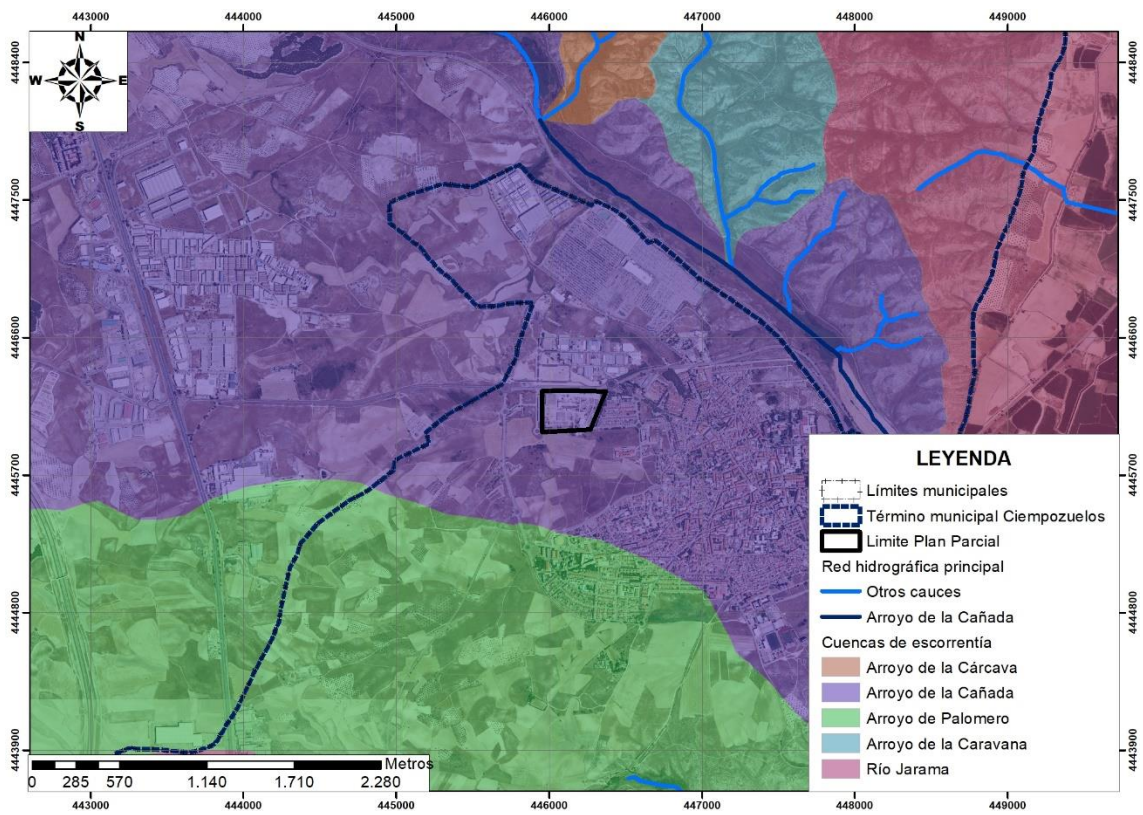 443000 444000 445000 446000 447000 448000 449000
N
W E
S
4448400 4448400
4447500 4447500
4446600 4446600
4445700 4445700
4444800 4444800
4443900 4443900
LEYENDA
Límites municipales
Término municipal Ciempozuelos
Limite Plan Parcial
Red hidrográfica principal
Otros cauces
Arroyo de la Cañada
Cuencas de escorrentía
Arroyo de la Cárcava
Arroyo de la Cañada
Arroyo de Palomero
Arroyo de la Caravana
Río Jarama
Metros
0 285 570 1.140 1.710 2.280
443000 444000 445000 446000 447000 448000 449000